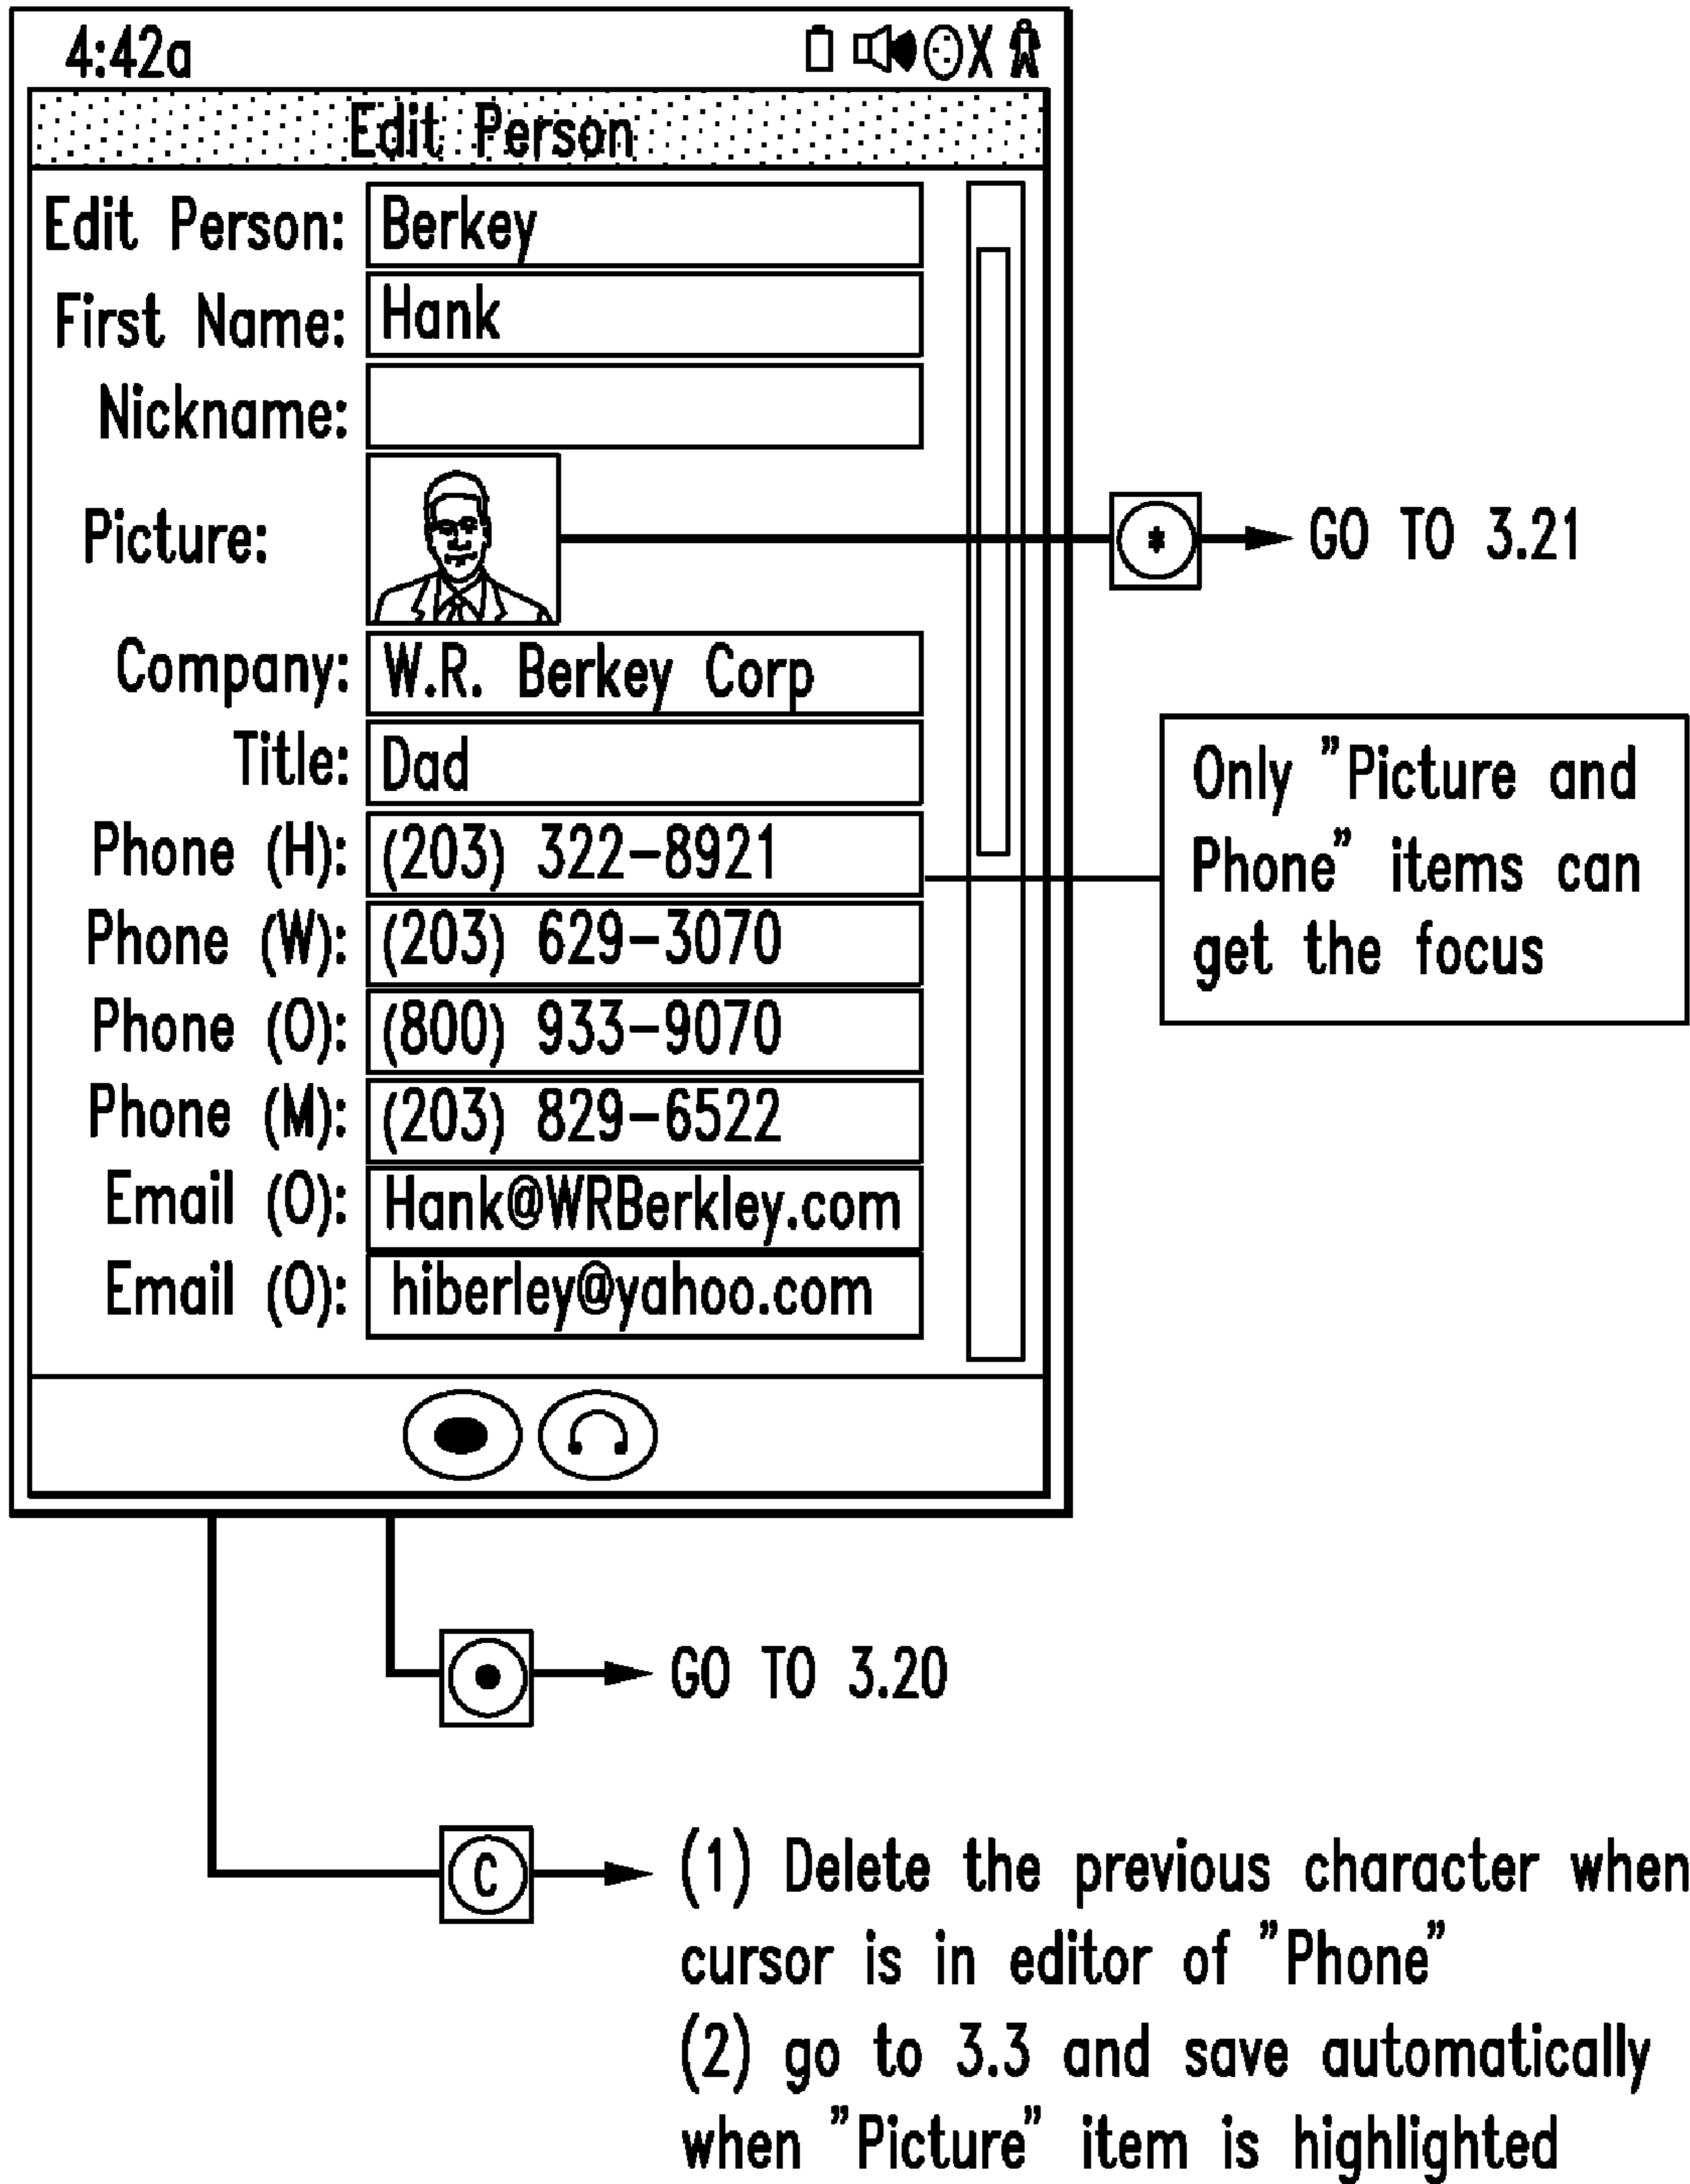 4:42a
X
Edit Person
Edit Person: Berkey
First Name: Hank
Nickname:
Picture:
* GO TO 3.21
Company: W.R. Berkey Corp
Title: Dad
Only "Picture and
Phone" items can
get the focus
Phone (H): (203) 322-8921
Phone (W): (203) 629-3070
Phone (O): (800) 933-9070
Phone (M): (203) 829-6522
Email (O): Hank@WRBerkley.com
Email (O): hiberley@yahoo.com
GO TO 3.20
C (1) Delete the previous character when
cursor is in editor of "Phone"
(2) go to 3.3 and save automatically
when "Picture" item is highlighted